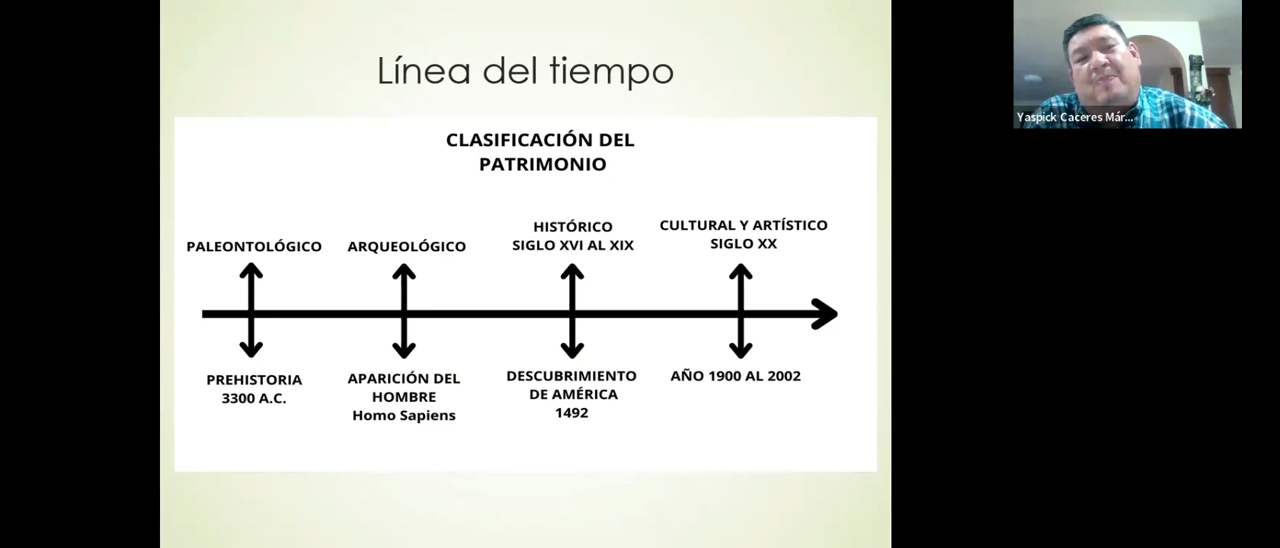 Línea del tiempo
CLASIFICACIÓN DEL
PATRIMONIO
PALEONTOLÓGICO
ARQUEOLÓGICO
HISTÓRICO
SIGLO XVI AL XIX
CULTURAL Y ARTÍSTICO
SIGLO XX
PREHISTORIA
3300 A.C.
APARICIÓN DEL
HOMBRE
Homo Sapiens
DESCUBRIMIENTO
DE AMÉRICA
1492
AÑO 1900 AL 2002
Yaspick Caceres Már...